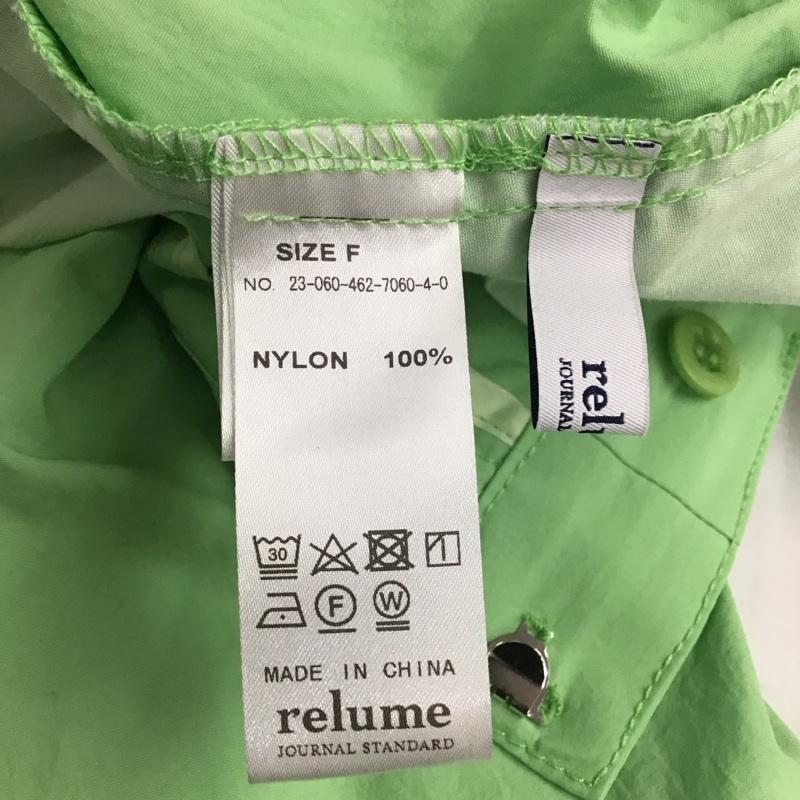 SIZE F
NO. 23-060-462-7060-4-0
NYLON 100%
30
F
W
MADE IN CHINA
relume
JOURNAL STANDARD
rel
JOURNAL